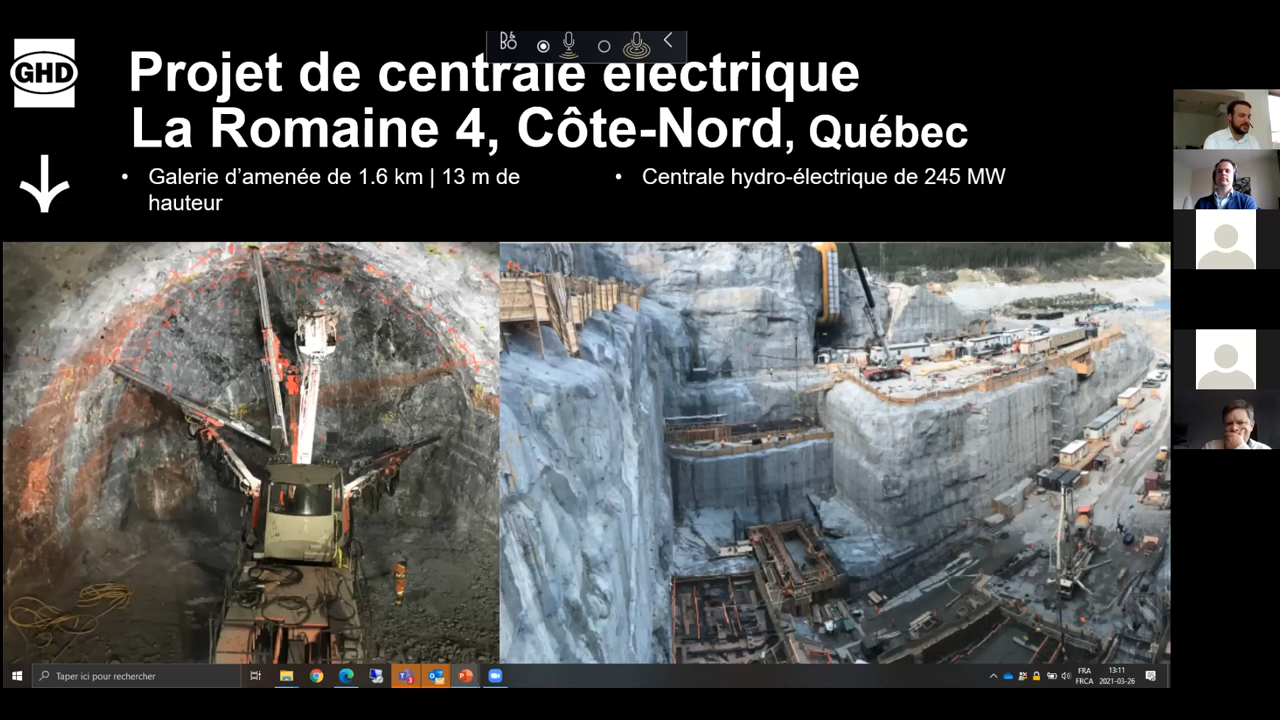 GHD
B&O
Projet de centrale électrique
La Romaine 4, Côte-Nord, Québec
• Galerie d'amenée de 1.6 km | 13 m de
hauteur
• Centrale hydro-électrique de 245 MW
Taper ici pour rechercher
FRA
FRCA
13:11
2021-03-26